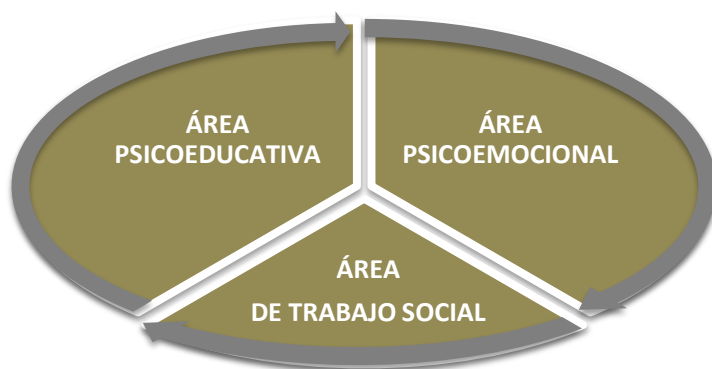 ÁREA
PSICOEDUCATIVA
ÁREA
PSICOEMOCIONAL
ÁREA
DE TRABAJO SOCIAL